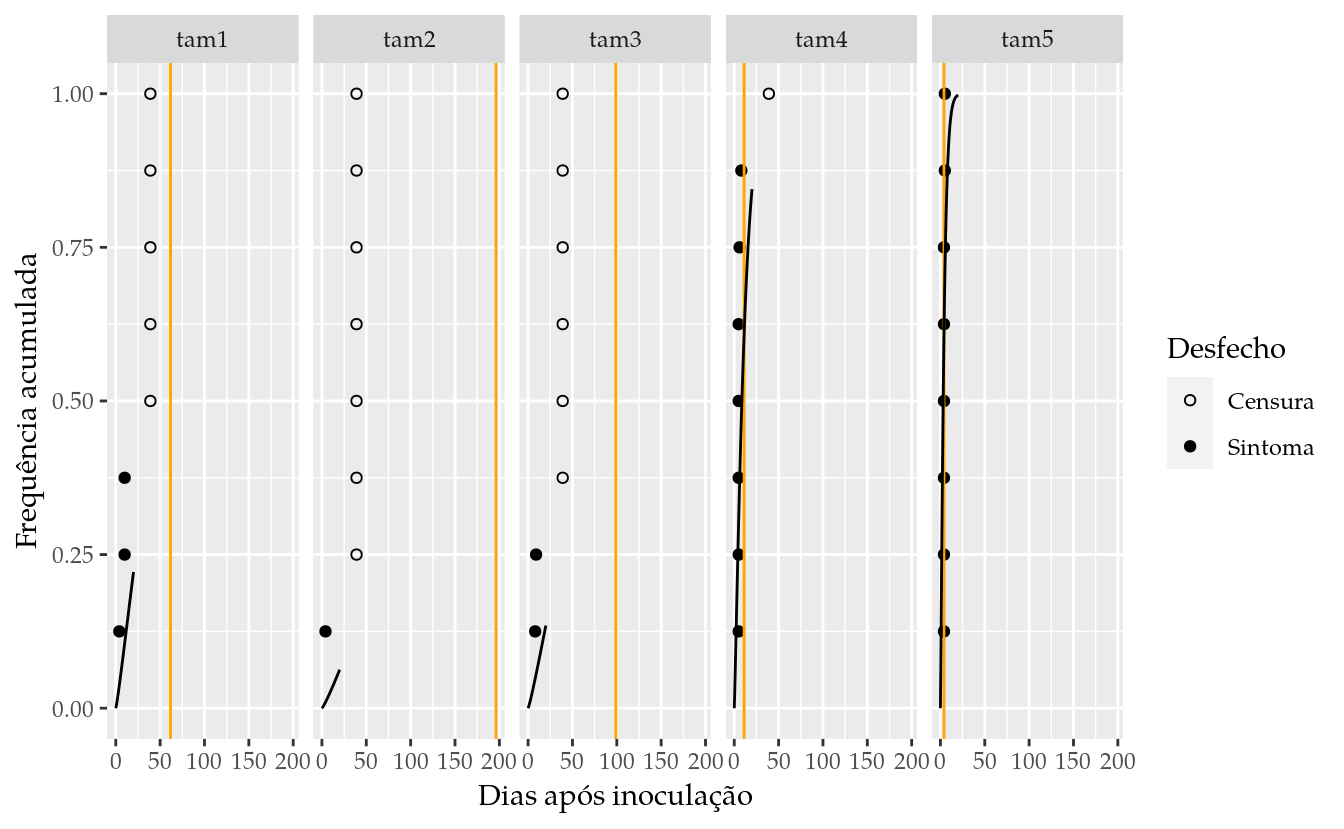 tam1 tam2 tam3 tam4 tam5
1.00
0.75
0.50
0.25
0.00
Frequência acumulada
0 50 100 150 200 0 50 100 150 200 0 50 100 150 200 0 50 100 150 200 0 50 100 150 200
Dias após inoculação
Desfecho
Censura
Sintoma